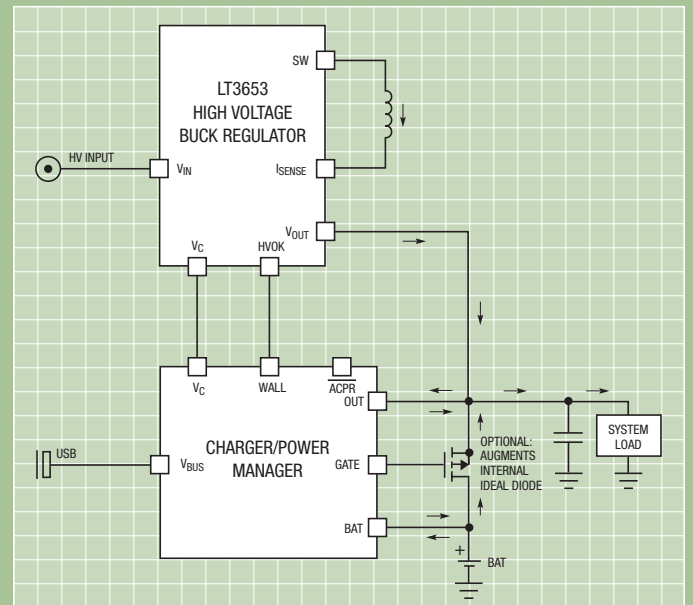 LT3653
HIGH VOLTAGE
BUCK REGULATOR
SW
HV INPUT
VIN
ISENSE
VOUT
VC
HVOK
VC
WALL
ACPR
OUT
CHARGER/POWER
MANAGER
USB
VBUS
GATE
OPTIONAL:
AUGMENTS
INTERNAL
IDEAL DIODE
SYSTEM
LOAD
BAT
+
BAT